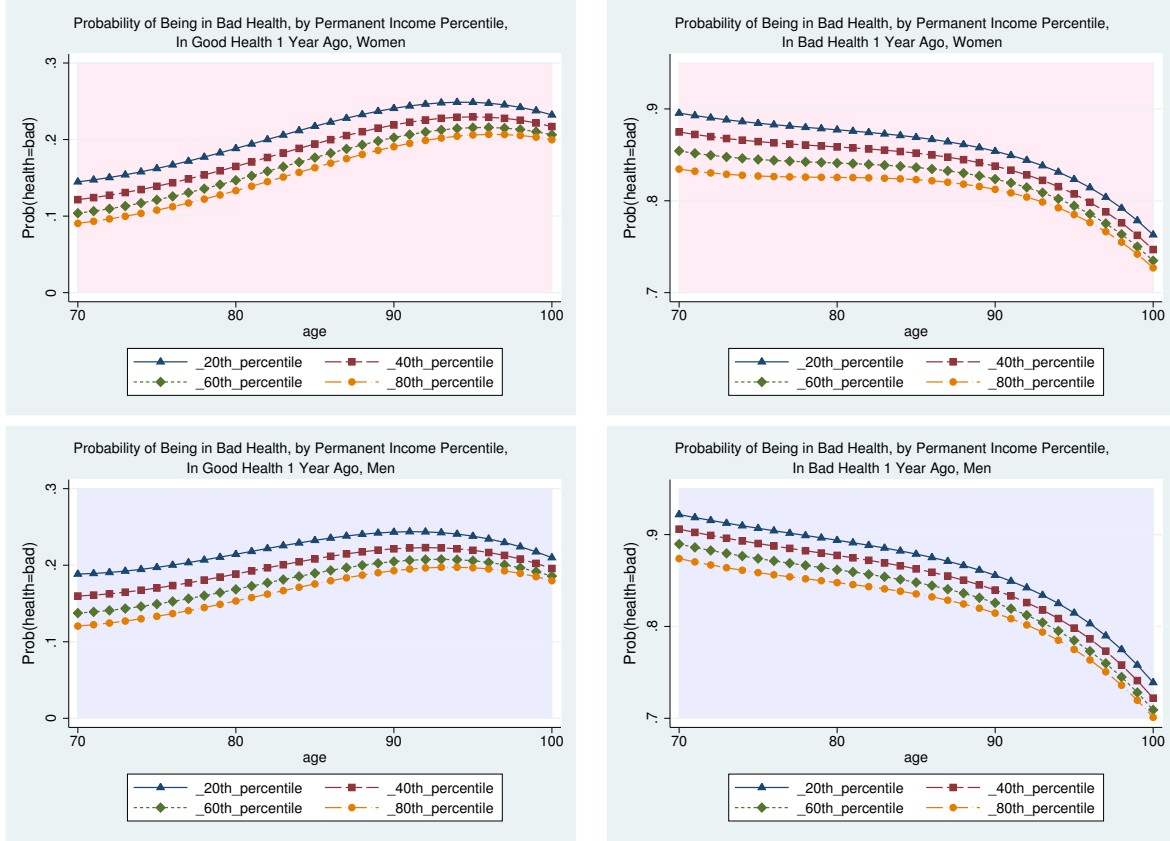 Probability of Being in Bad Health, by Permanent Income Percentile,
In Good Health 1 Year Ago, Women
Prob(health=bad)
.3
.2
.1
0
70 80 90 100
age
_20th_percentile _40th_percentile
_60th_percentile _80th_percentile
Probability of Being in Bad Health, by Permanent Income Percentile,
In Bad Health 1 Year Ago, Women
Prob(health=bad)
.9
.8
.7
70 80 90 100
age
_20th_percentile _40th_percentile
_60th_percentile _80th_percentile
Probability of Being in Bad Health, by Permanent Income Percentile,
In Good Health 1 Year Ago, Men
Prob(health=bad)
.3
.2
.1
0
70 80 90 100
age
_20th_percentile _40th_percentile
_60th_percentile _80th_percentile
Probability of Being in Bad Health, by Permanent Income Percentile,
In Bad Health 1 Year Ago, Men
Prob(health=bad)
.9
.8
.7
70 80 90 100
age
_20th_percentile _40th_percentile
_60th_percentile _80th_percentile